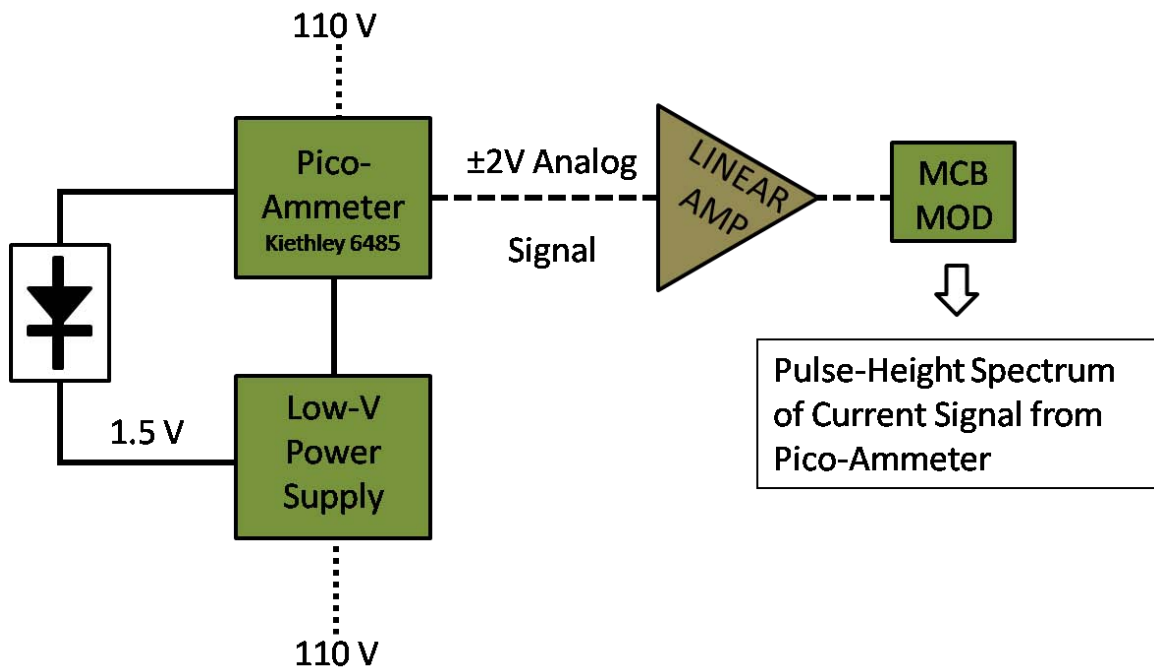 110 V
Pico-
Ammeter
Kiethley 6485
±2V Analog
Signal
LINEAR
AMP
MCB
MOD
1.5 V
Low-V
Power
Supply
Pulse-Height Spectrum
of Current Signal from
Pico-Ammeter
110 V